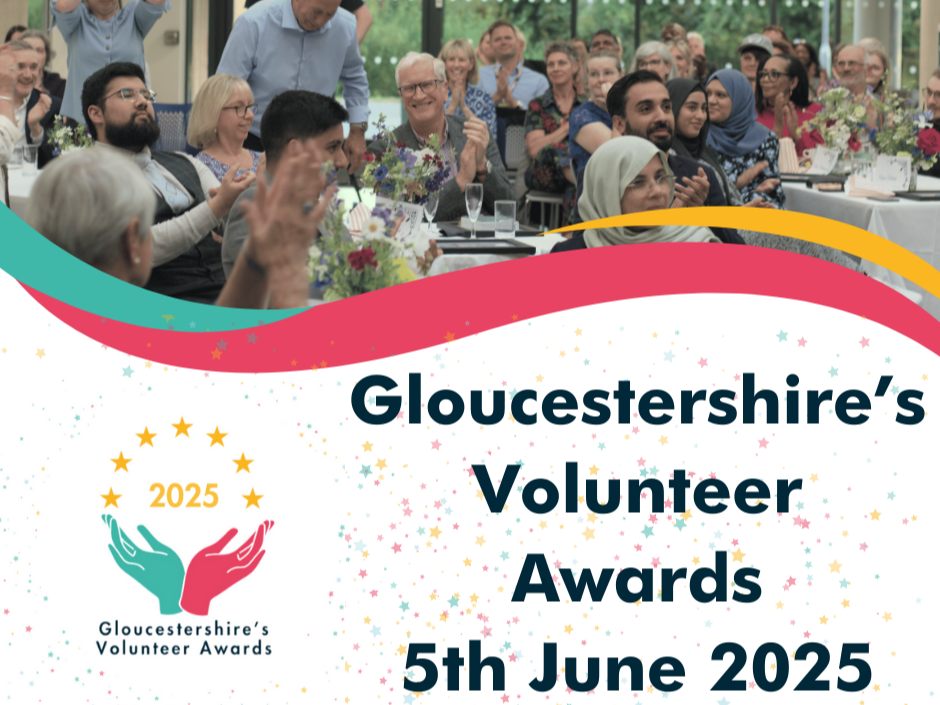 Gloucestershire's
Volunteer
Awards
5th June 2025
2025
Gloucestershire's
Volunteer Awards